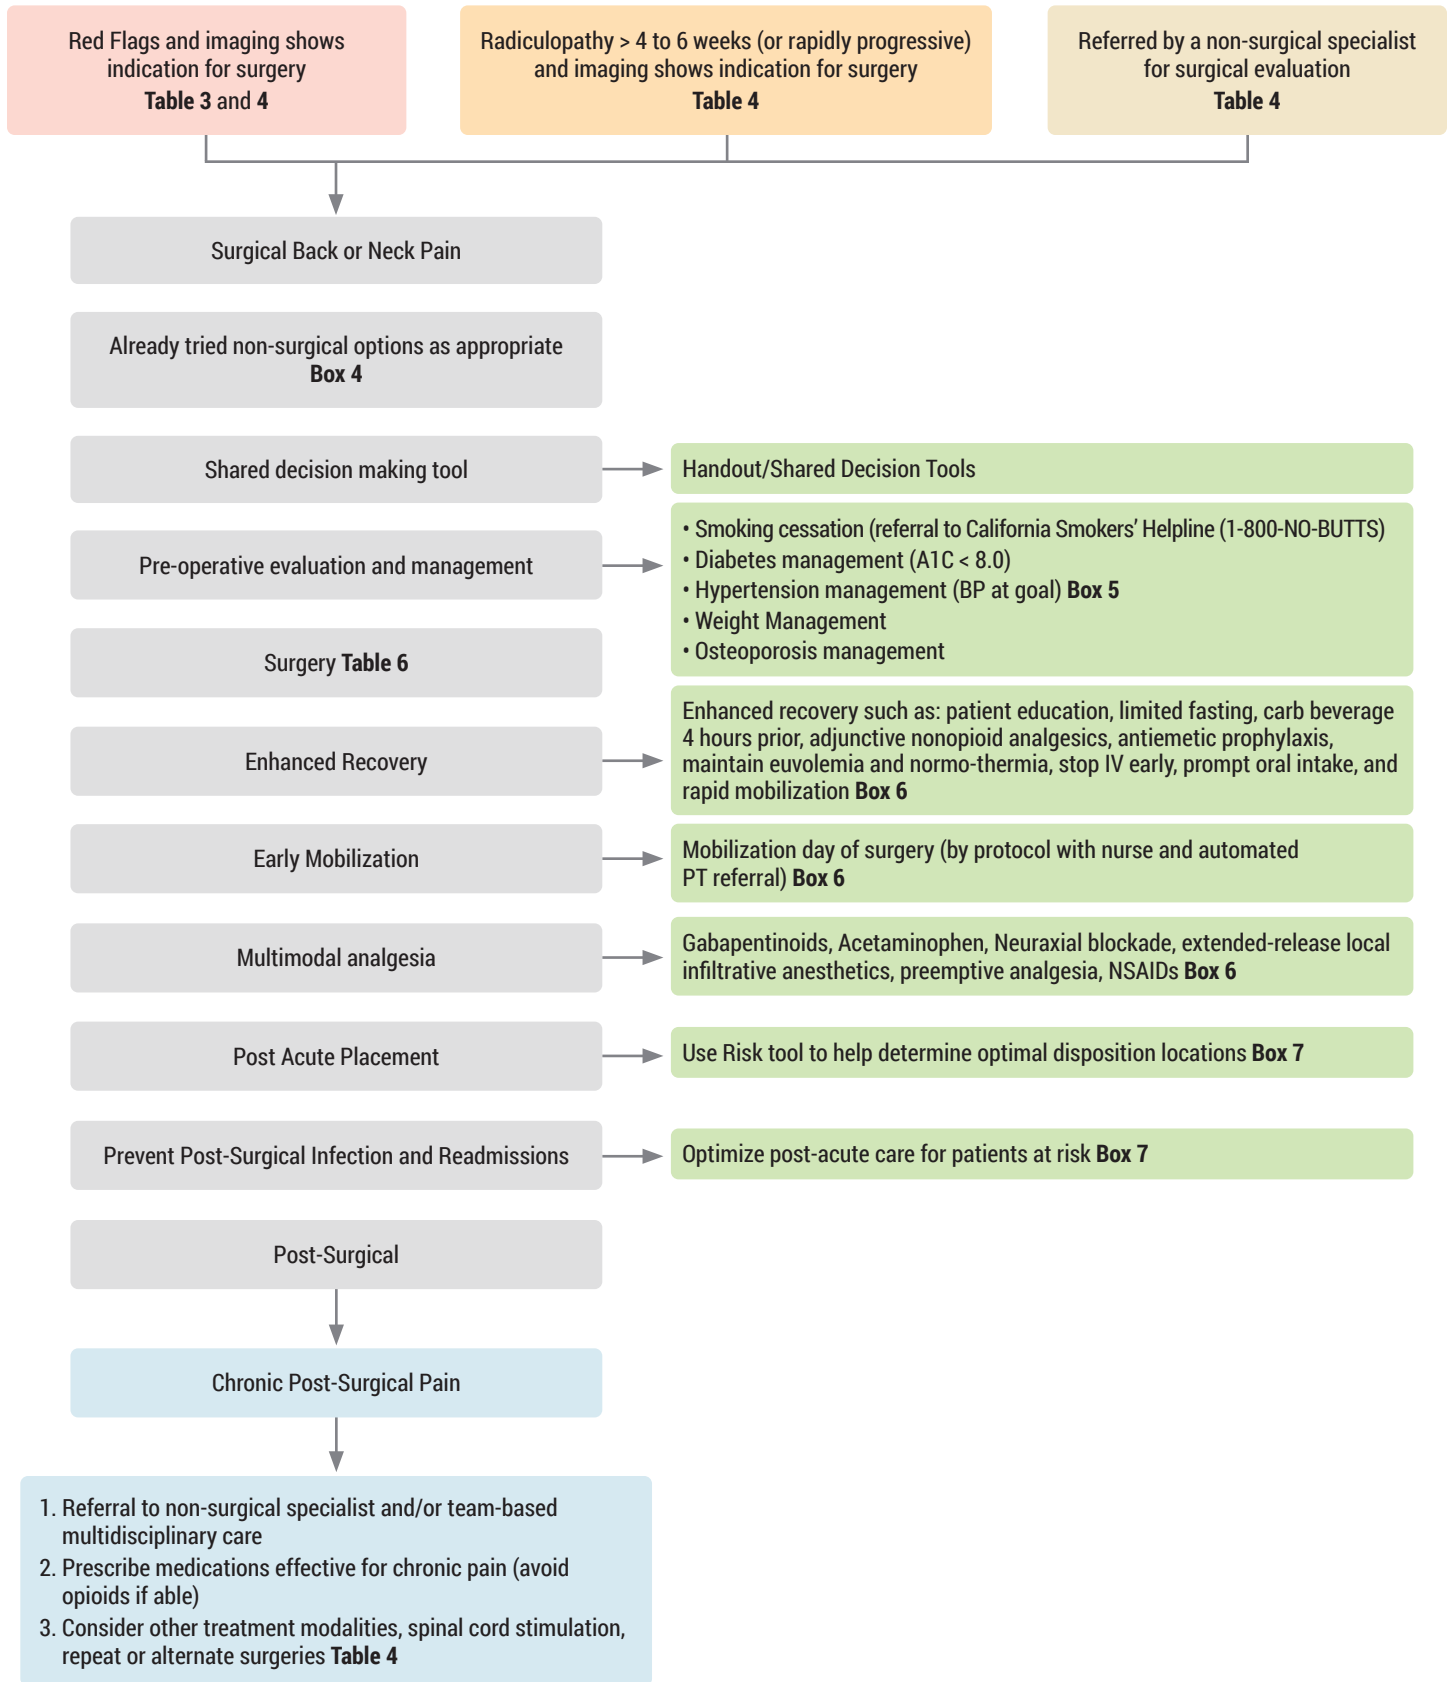 Red Flags and imaging shows
indication for surgery
Table 3 and 4
Radiculopathy > 4 to 6 weeks (or rapidly progressive)
and imaging shows indication for surgery
Table 4
Referred by a non-surgical specialist
for surgical evaluation
Table 4
Surgical Back or Neck Pain
Already tried non-surgical options as appropriate
Box 4
Shared decision making tool
Handout/Shared Decision Tools
Pre-operative evaluation and management
• Smoking cessation (referral to California Smokers' Helpline (1-800-NO-BUTTS)
• Diabetes management (A1C < 8.0)
• Hypertension management (BP at goal) Box 5
• Weight Management
• Osteoporosis management
Surgery Table 6
Enhanced Recovery
Enhanced recovery such as: patient education, limited fasting, carb beverage
4 hours prior, adjunctive nonopioid analgesics, antiemetic prophylaxis,
maintain euvolemia and normo-thermia, stop IV early, prompt oral intake, and
rapid mobilization Box 6
Early Mobilization
Mobilization day of surgery (by protocol with nurse and automated
PT referral) Box 6
Multimodal analgesia
Gabapentinoids, Acetaminophen, Neuraxial blockade, extended-release local
infiltrative anesthetics, preemptive analgesia, NSAIDs Box 6
Post Acute Placement
Use Risk tool to help determine optimal disposition locations Box 7
Prevent Post-Surgical Infection and Readmissions
Optimize post-acute care for patients at risk Box 7
Post-Surgical
Chronic Post-Surgical Pain
1. Referral to non-surgical specialist and/or team-based
multidisciplinary care
2. Prescribe medications effective for chronic pain (avoid
opioids if able)
3. Consider other treatment modalities, spinal cord stimulation,
repeat or alternate surgeries Table 4